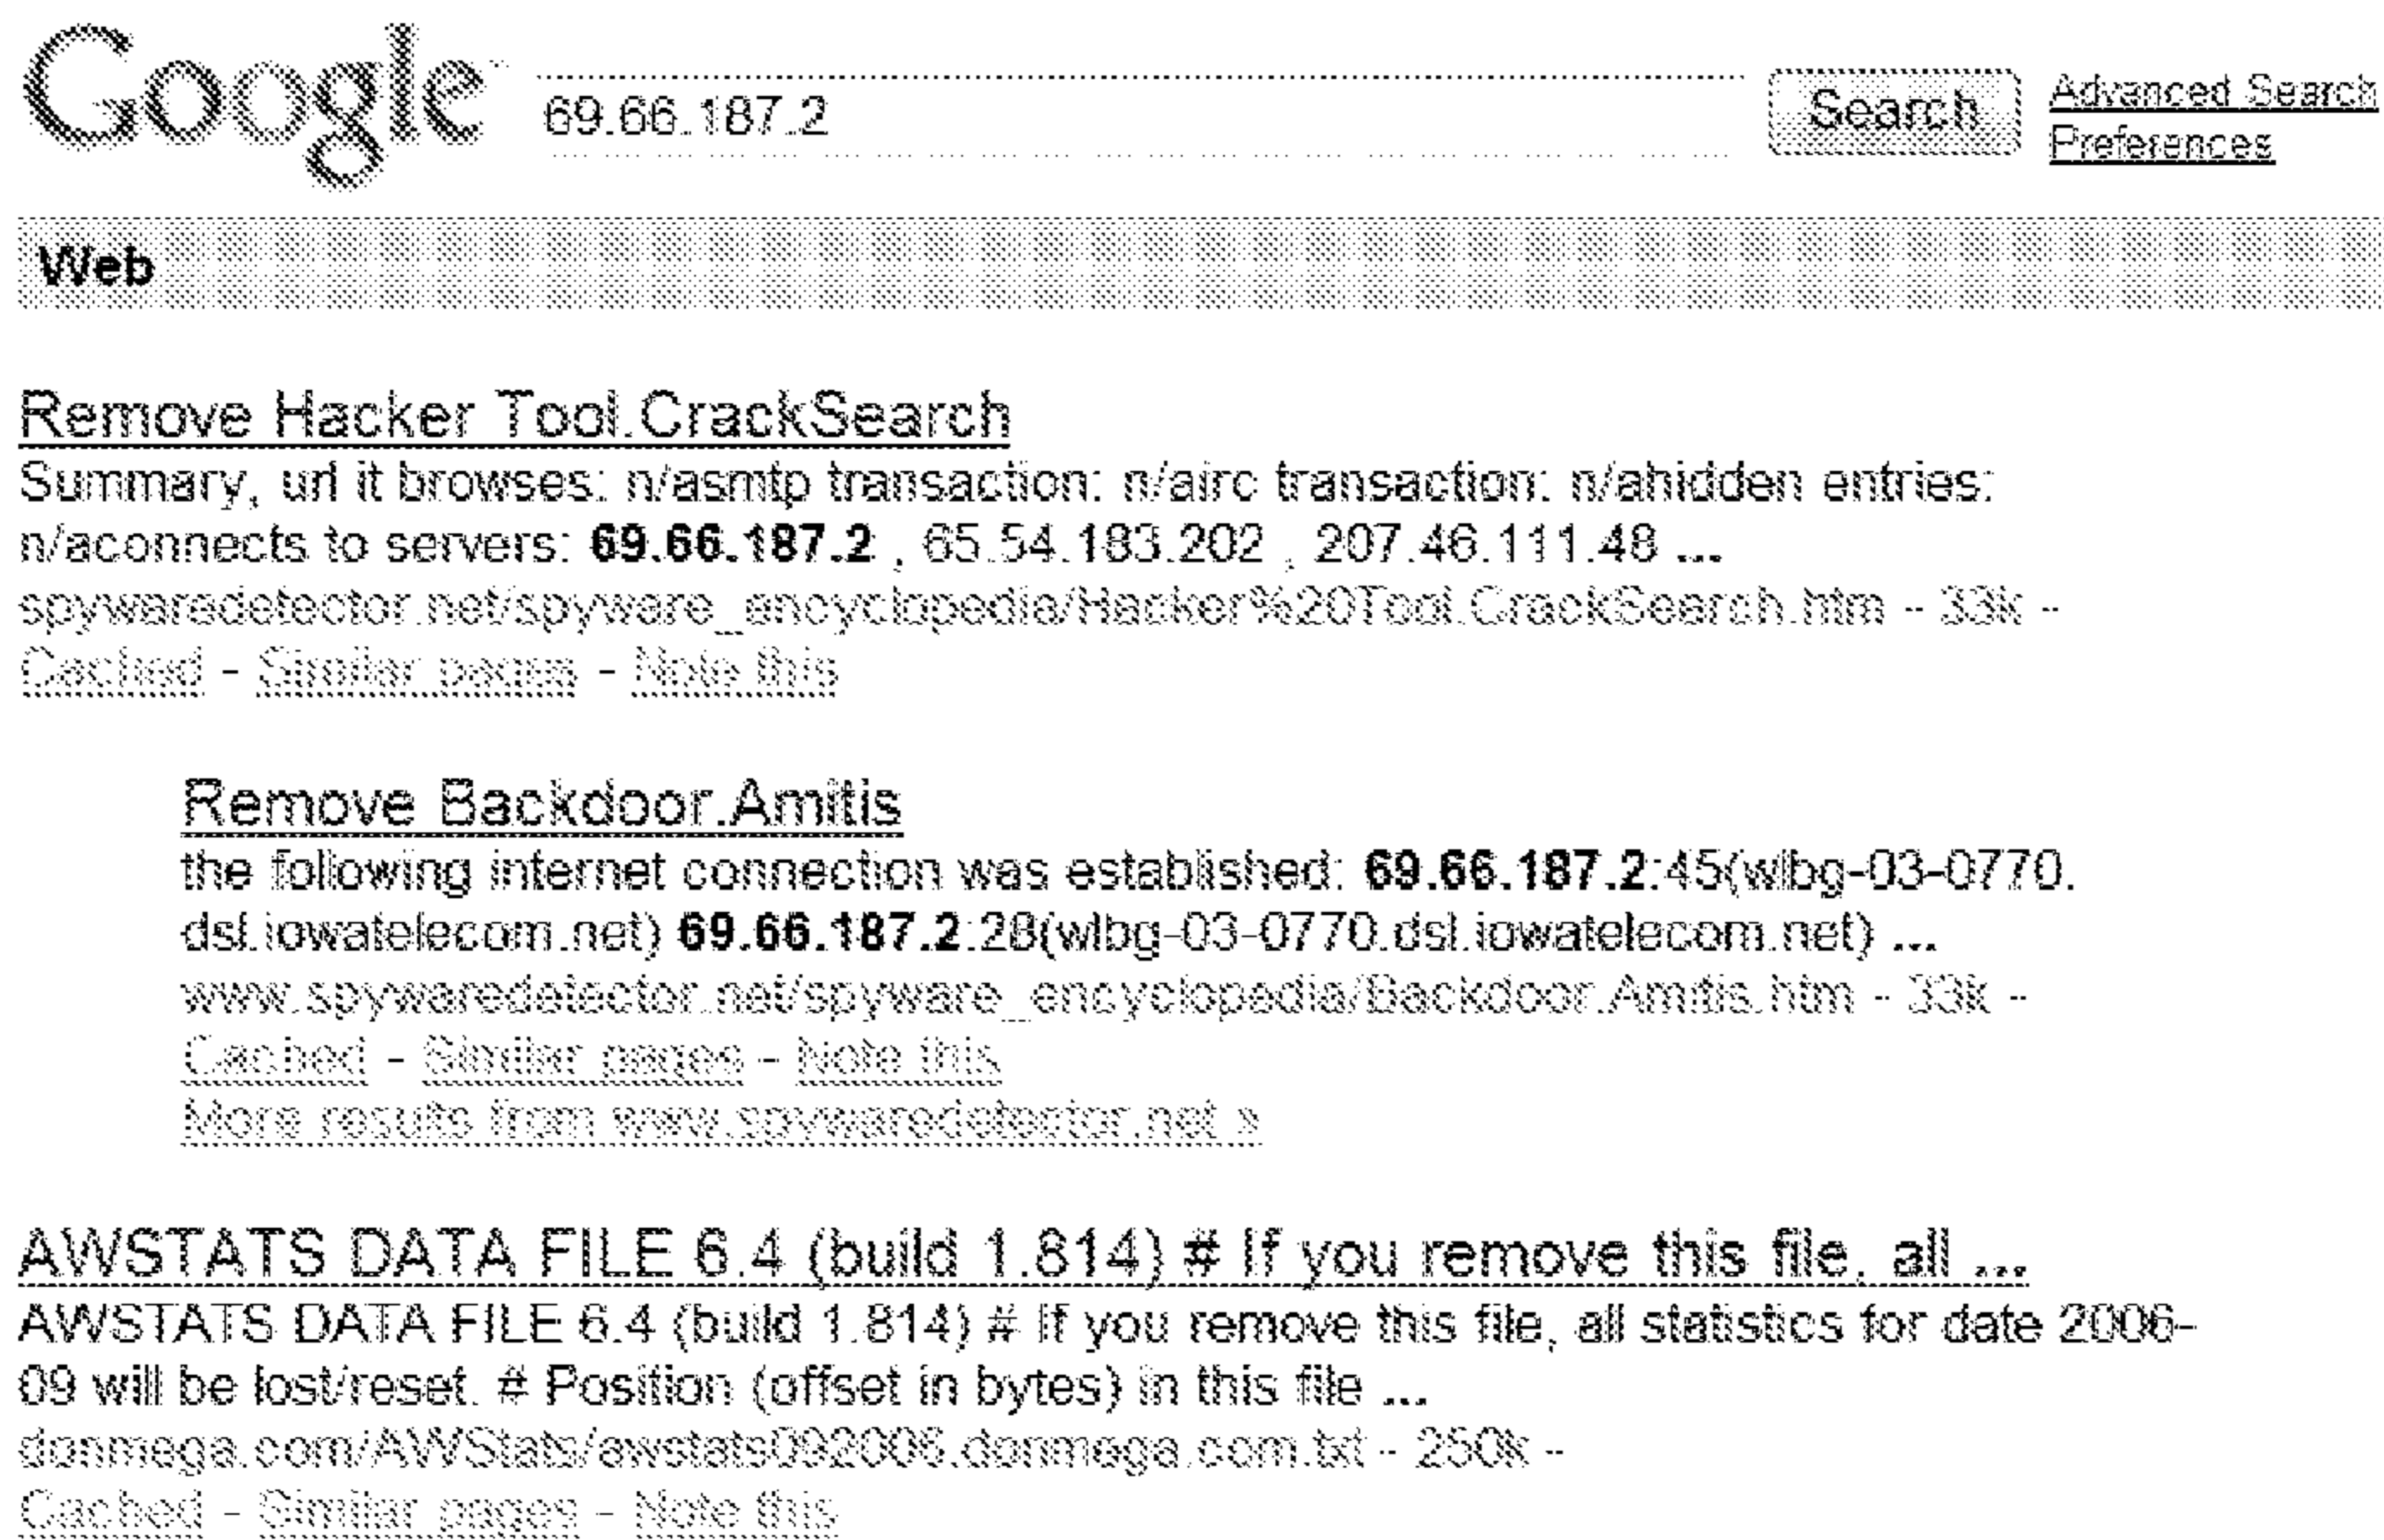 Google
69.66.187.2
Search
Advanced Search
Preferences
Web
Remove Hacker Tool.CrackSearch
Summary, url it browses: n/asmtp transaction: n/airc transaction: n/ahidden entries:
n/aconnects to servers: 69.66.187.2 , 65.54.183.202 , 207.46.111.48 ...
spywaredetector.net/spyware_encyclopedia/Hacker%20Tool.CrackSearch.htm - 33k -
Cached - Similar pages - Note this
Remove Backdoor.Amitis
the following internet connection was established: 69.66.187.2:45(wlbg-03-0770.
dsl.iowatelecom.net) 69.66.187.2:28(wlbg-03-0770.dsl.iowatelecom.net) ...
www.spywaredetector.net/spyware_encyclopedia/Backdoor.Amitis.htm - 33k -
Cached - Similar pages - Note this
More results from www.spywaredetector.net »
AWSTATS DATA FILE 6.4 (build 1.814) # If you remove this file, all ...
AWSTATS DATA FILE 6.4 (build 1.814) # If you remove this file, all statistics for date 2006-
09 will be lost/reset. # Position (offset in bytes) in this file ...
donmega.com/AWStats/awstats092006.donmega.com.txt - 250k -
Cached - Similar pages - Note this